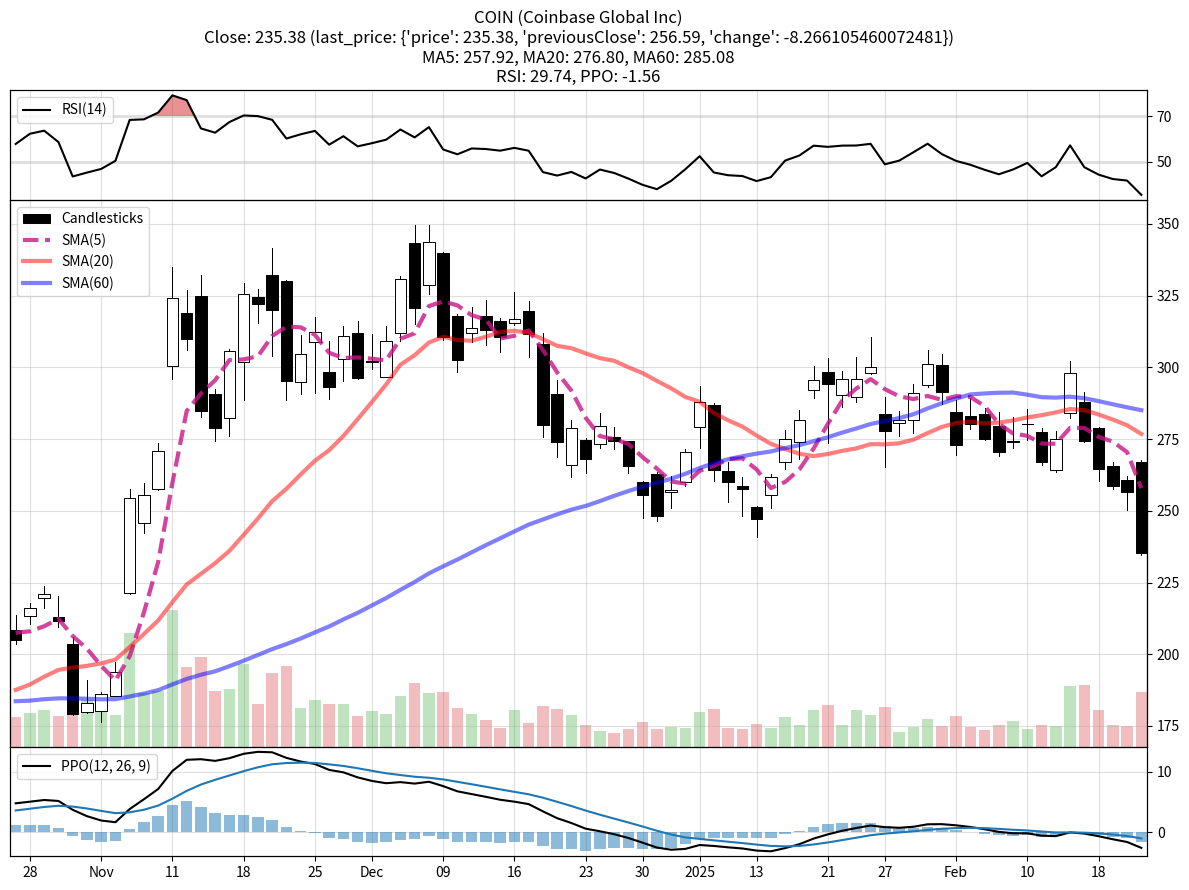 COIN (Coinbase Global Inc)
Close: 235.38 (last_price: {'price': 235.38, 'previousClose': 256.59, 'change': -8.266105460072481})
MA5: 257.92, MA20: 276.80, MA60: 285.08
RSI: 29.74, PPO: -1.56
RSI(14)
70
50
Candlesticks
SMA(5)
SMA(20)
SMA(60)
350
325
300
275
250
225
200
175
PPO(12, 26, 9)
10
0
28 Nov 11 18 25 Dec 09 16 23 30 2025 13 21 27 Feb 10 18